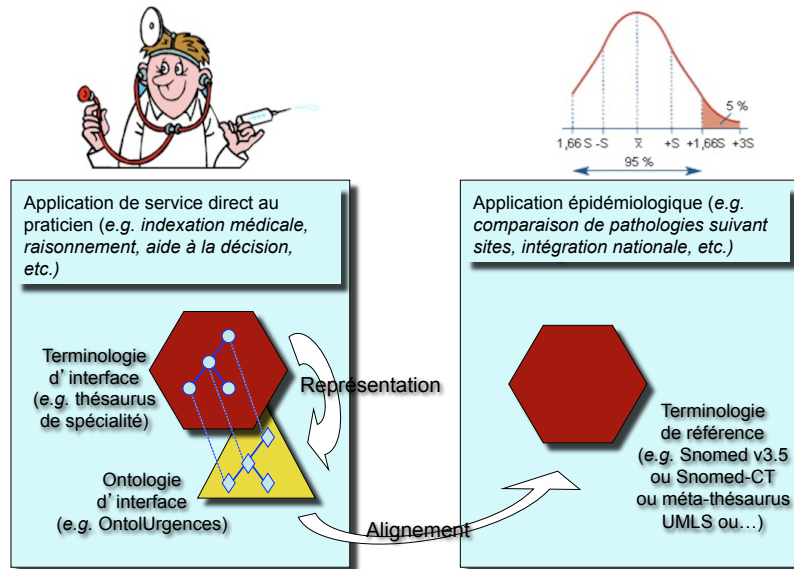 5 %
1,66 S -S x̄ +S +1,66S +3S
95 %
Application de service direct au
praticien (e.g. indexation médicale,
raisonnement, aide à la décision,
etc.)
Terminologie
d’interface
(e.g. thésaurus
de spécialité)
Représentation
Ontologie
d’interface
(e.g. OntolUrgences)
Alignement
Application épidémiologique (e.g.
comparaison de pathologies suivant
sites, intégration nationale, etc.)
Terminologie
de référence
(e.g. Snomed v3.5
ou Snomed-CT
ou méta-thésaurus
UMLS ou…)